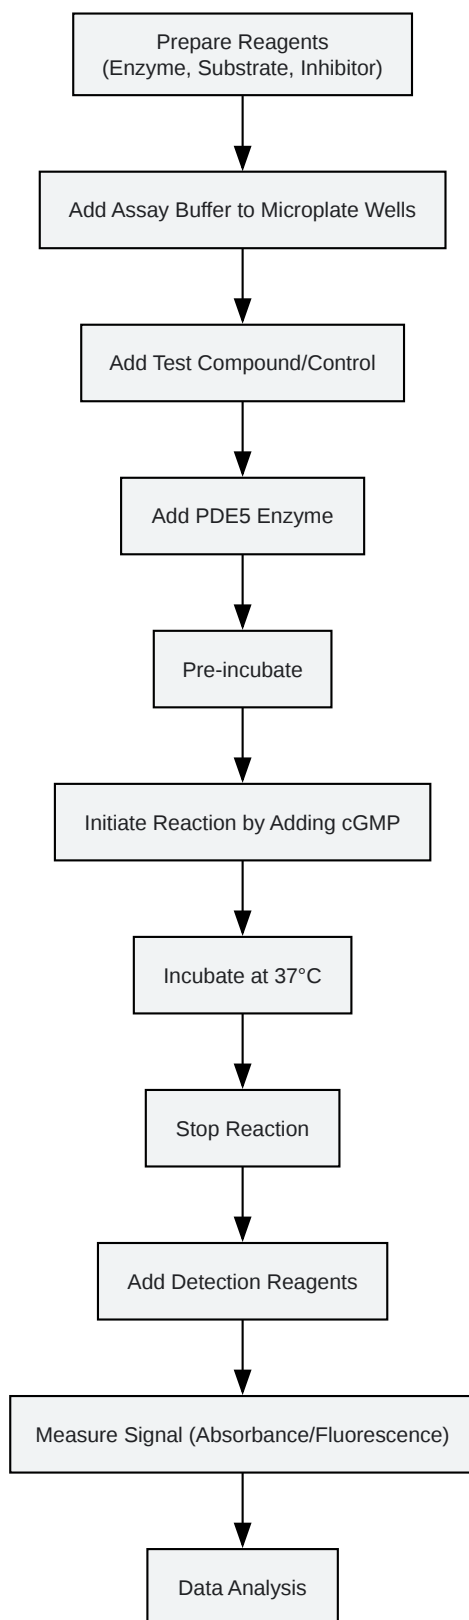 Prepare Reagents
(Enzyme, Substrate, Inhibitor)
Add Assay Buffer to Microplate Wells
Add Test Compound/Control
Add PDE5 Enzyme
Pre-incubate
Initiate Reaction by Adding cGMP
Incubate at 37°C
Stop Reaction
Add Detection Reagents
Measure Signal (Absorbance/Fluorescence)
Data Analysis